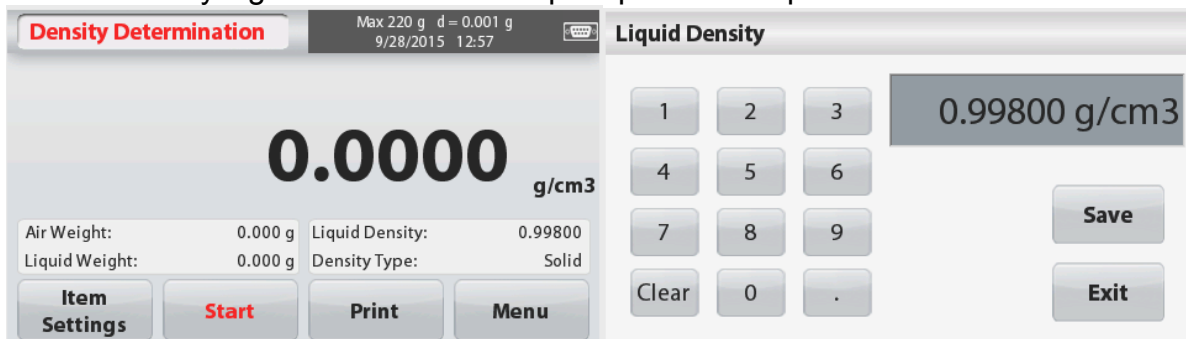 Density Determination
Max 220 g d = 0.001 g
9/28/2015 12:57
0.0000
g/cm3
Air Weight: 0.000 g Liquid Density: 0.99800
Liquid Weight: 0.000 g Density Type: Solid
Item
Settings
Start
Print
Menu
Liquid Density
1 2 3
0.99800 g/cm3
4 5 6
7 8 9
Clear 0 .
Save
Exit